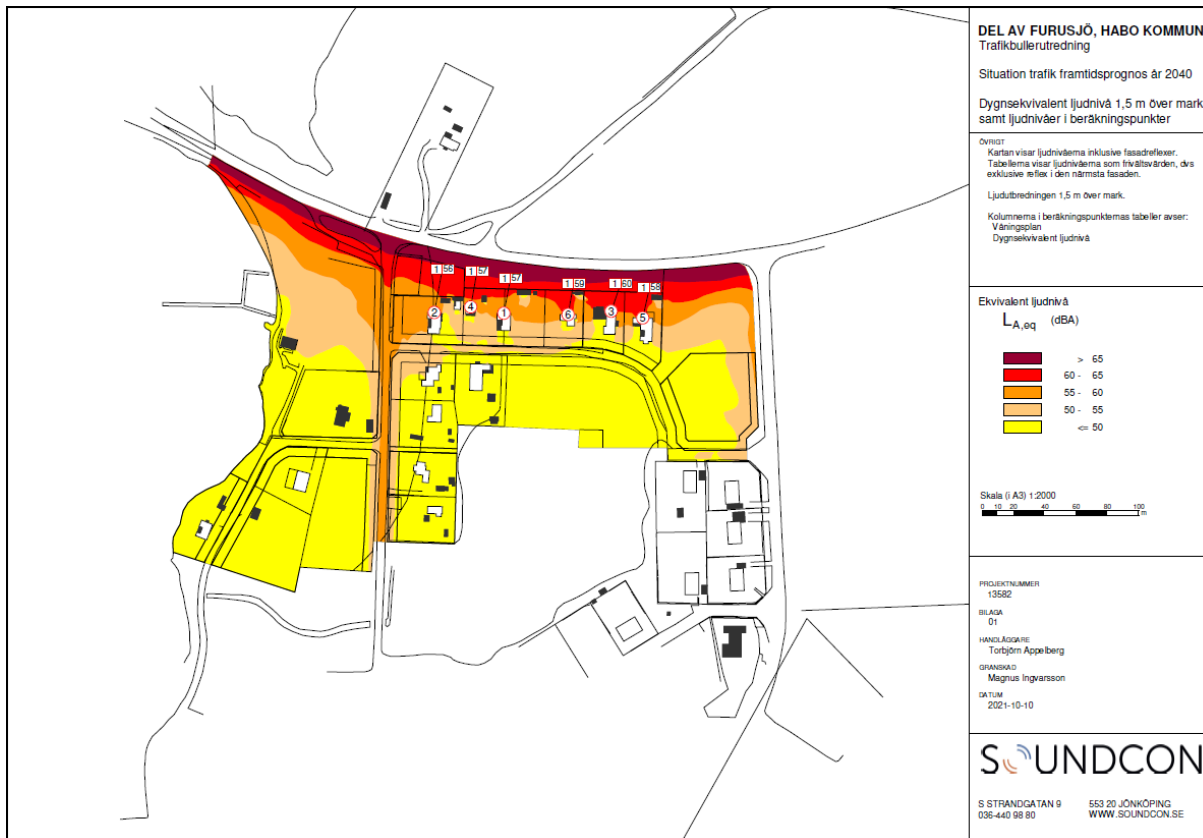 DEL AV FURUSJÖ, HABO KOMMUN
Trafikbullerutredning
Situation trafik framtidsprognos år 2040
Dygnsekvivalent ljudnivå 1,5 m över mark
samt ljudnivåer i beräkningspunkter
ÖVRIGT
Kartan visar ljudnivåerna inklusive fasadreflexer.
Tabellerna visar ljudnivåerna som frivältsvärden, dvs
exklusive reflex i den närmsta fasaden.
Ljudutbredningen 1,5 m över mark.
Kolumnerna i beräkningspunkternas tabeller avser:
Våningsplan
Dygnsekvivalent ljudnivå
Ekvivalent ljudnivå
LA,eq (dBA)
> 65
60 - 65
55 - 60
50 - 55
<= 50
Skala (i A3) 1:2000
0 10 20 40 60 80 100
m
PROJEKTNUMMER
13582
BILAGA
01
HANDLÄGGARE
Torbjörn Appelberg
GRANSKAD
Magnus Ingvarsson
DATUM
2021-10-10
SOUNDCON
S STRANDGATAN 9 553 20 JÖNKÖPING
036-440 98 80 WWW.SOUNDCON.SE
1 56
1 57
1 57
1 59
1 60
1 58
2
4
1
6
3
5